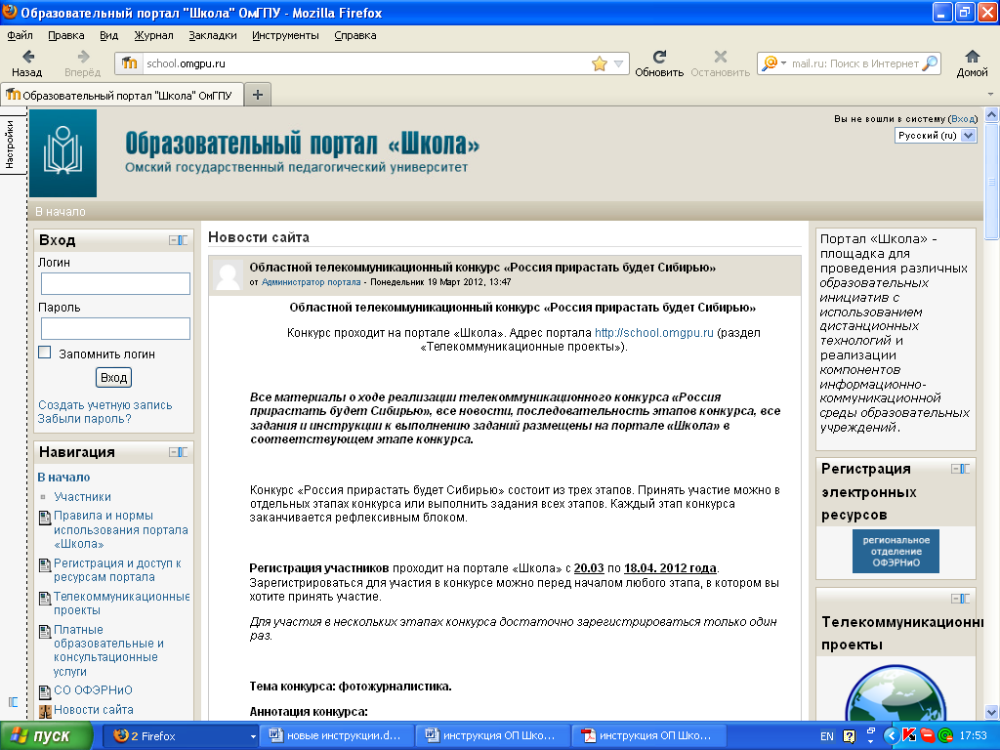 Образовательный портал "Школа" ОмГПУ - Mozilla Firefox
Файл Правка Вид Журнал Закладки Инструменты Справка
Назад Вперёд school.omgpu.ru Обновить Остановить mail.ru: Поиск в Интернет Домой
Образовательный портал "Школа" ОмГПУ
Настройки
Образовательный портал «Школа»
Омский государственный педагогический университет
Вы не вошли в систему (Вход)
Русский (ru)
В начало
Вход
Логин
Пароль
Запомнить логин
Вход
Создать учетную запись
Забыли пароль?
Навигация
В начало
Участники
Правила и нормы
использования портала
«Школа»
Регистрация и доступ к
ресурсам портала
Телекоммуникационные
проекты
Платные
образовательные и
консультационные
услуги
СО ОФЭРНиО
Новости сайта
Новости сайта
Областной телекоммуникационный конкурс «Россия прирастать будет Сибирью»
от Администратор портала - Понедельник 19 Март 2012, 13:47
Областной телекоммуникационный конкурс «Россия прирастать будет Сибирью»
Конкурс проходит на портале «Школа». Адрес портала http://school.omgpu.ru (раздел
«Телекоммуникационные проекты»).
Все материалы о ходе реализации телекоммуникационного конкурса «Россия
прирастать будет Сибирью», все новости, последовательность этапов конкурса, все
задания и инструкции к выполнению заданий размещены на портале «Школа» в
соответствующем этапе конкурса.
Конкурс «Россия прирастать будет Сибирью» состоит из трех этапов. Принять участие можно в
отдельных этапах конкурса или выполнить задания всех этапов. Каждый этап конкурса
заканчивается рефлексивным блоком.
Регистрация участников проходит на портале «Школа» с 20.03 по 18.04. 2012 года.
Зарегистрироваться для участия в конкурсе можно перед началом любого этапа, в котором вы
хотите принять участие.
Для участия в нескольких этапах конкурса достаточно зарегистрироваться только один
раз.
Тема конкурса: фотожурналистика.
Аннотация конкурса:
Портал «Школа» -
площадка для
проведения различных
образовательных
инициатив с
использованием
дистанционных
технологий и
реализации
компонентов
информационно-
коммуникационной
среды образовательных
учреждений.
Регистрация
электронных
ресурсов
региональное
отделение
ОФЭРНиО
Телекоммуникационн
проекты
пуск 2 Firefox новые инструкции.d... инструкция ОП Шко... инструкция ОП Шко... EN 17:53